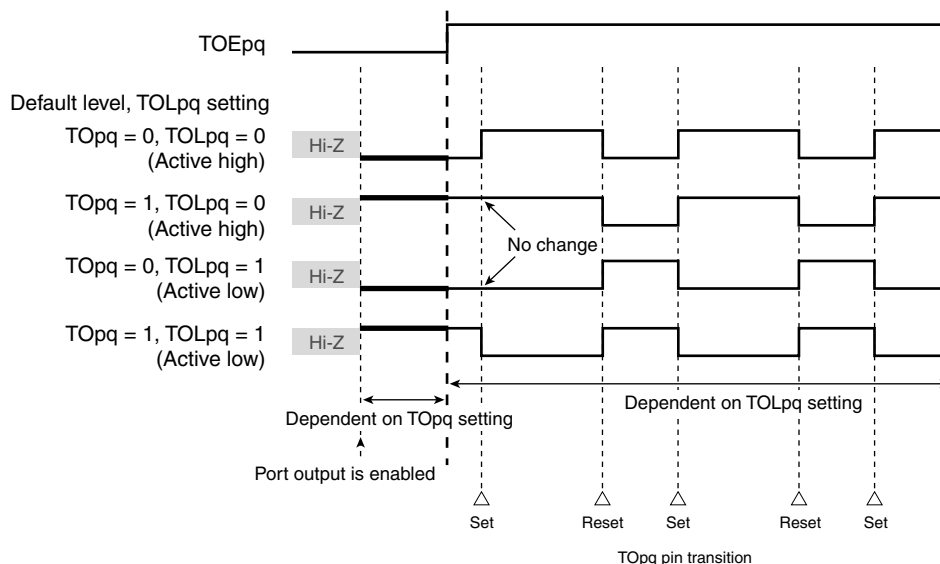 TOEpq
Default level, TOLpq setting
TOpq = 0, TOLpq = 0
(Active high)
Hi-Z
TOpq = 1, TOLpq = 0
(Active high)
Hi-Z
No change
TOpq = 0, TOLpq = 1
(Active low)
Hi-Z
TOpq = 1, TOLpq = 1
(Active low)
Hi-Z
Dependent on TOpq setting
Dependent on TOLpq setting
Port output is enabled
Set
Reset
Set
Reset
Set
TOpq pin transition